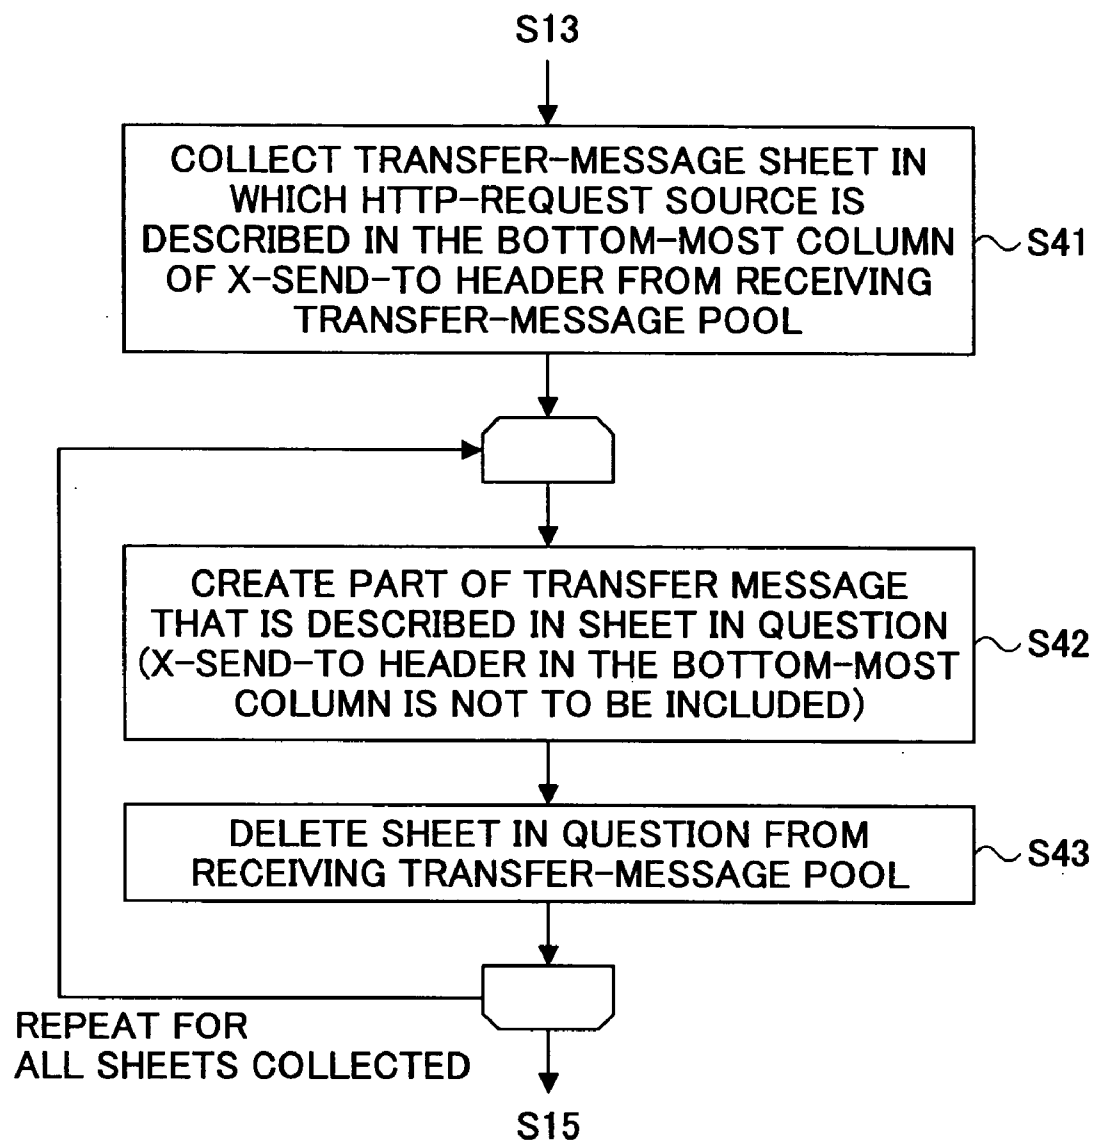 S13
COLLECT TRANSFER-MESSAGE SHEET IN
WHICH HTTP-REQUEST SOURCE IS
DESCRIBED IN THE BOTTOM-MOST COLUMN
OF X-SEND-TO HEADER FROM RECEIVING
TRANSFER-MESSAGE POOL
S41
CREATE PART OF TRANSFER MESSAGE
THAT IS DESCRIBED IN SHEET IN QUESTION
(X-SEND-TO HEADER IN THE BOTTOM-MOST
COLUMN IS NOT TO BE INCLUDED)
S42
DELETE SHEET IN QUESTION FROM
RECEIVING TRANSFER-MESSAGE POOL
S43
REPEAT FOR
ALL SHEETS COLLECTED
S15